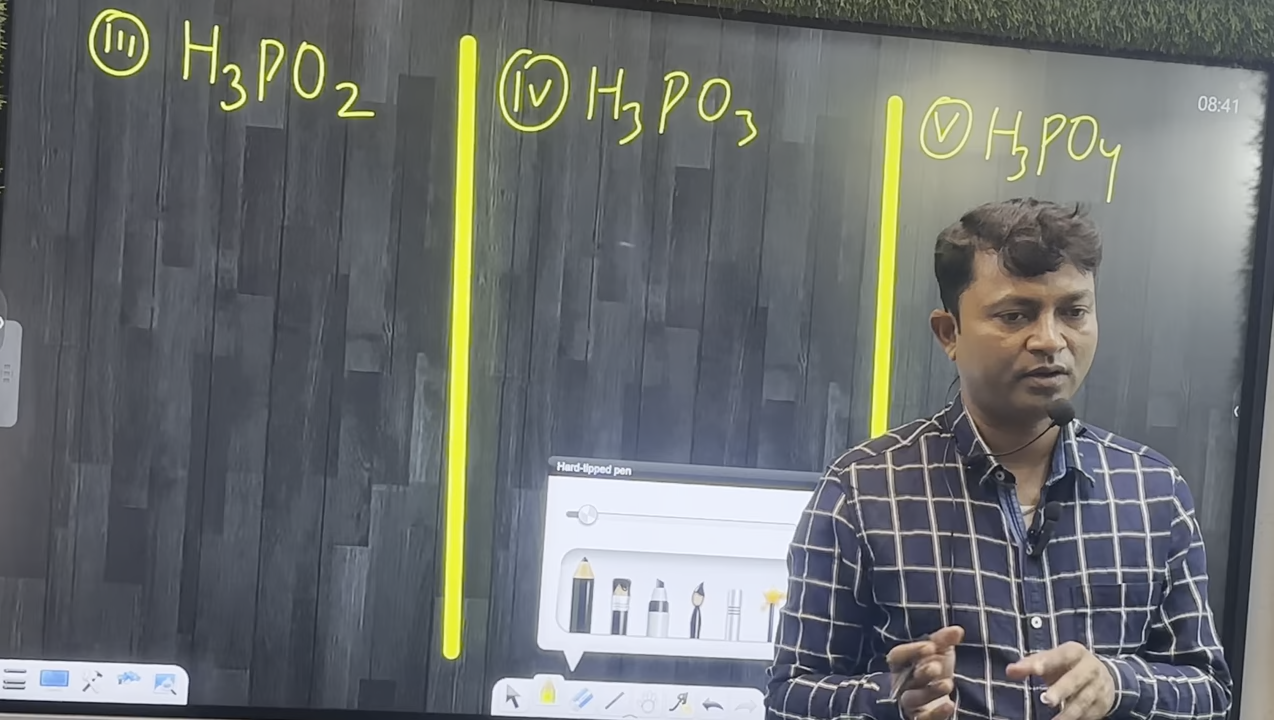 (iii) H₃PO₂
(iv) H₃PO₃
(v) H₃PO₄
08:41
Hard-tipped pen